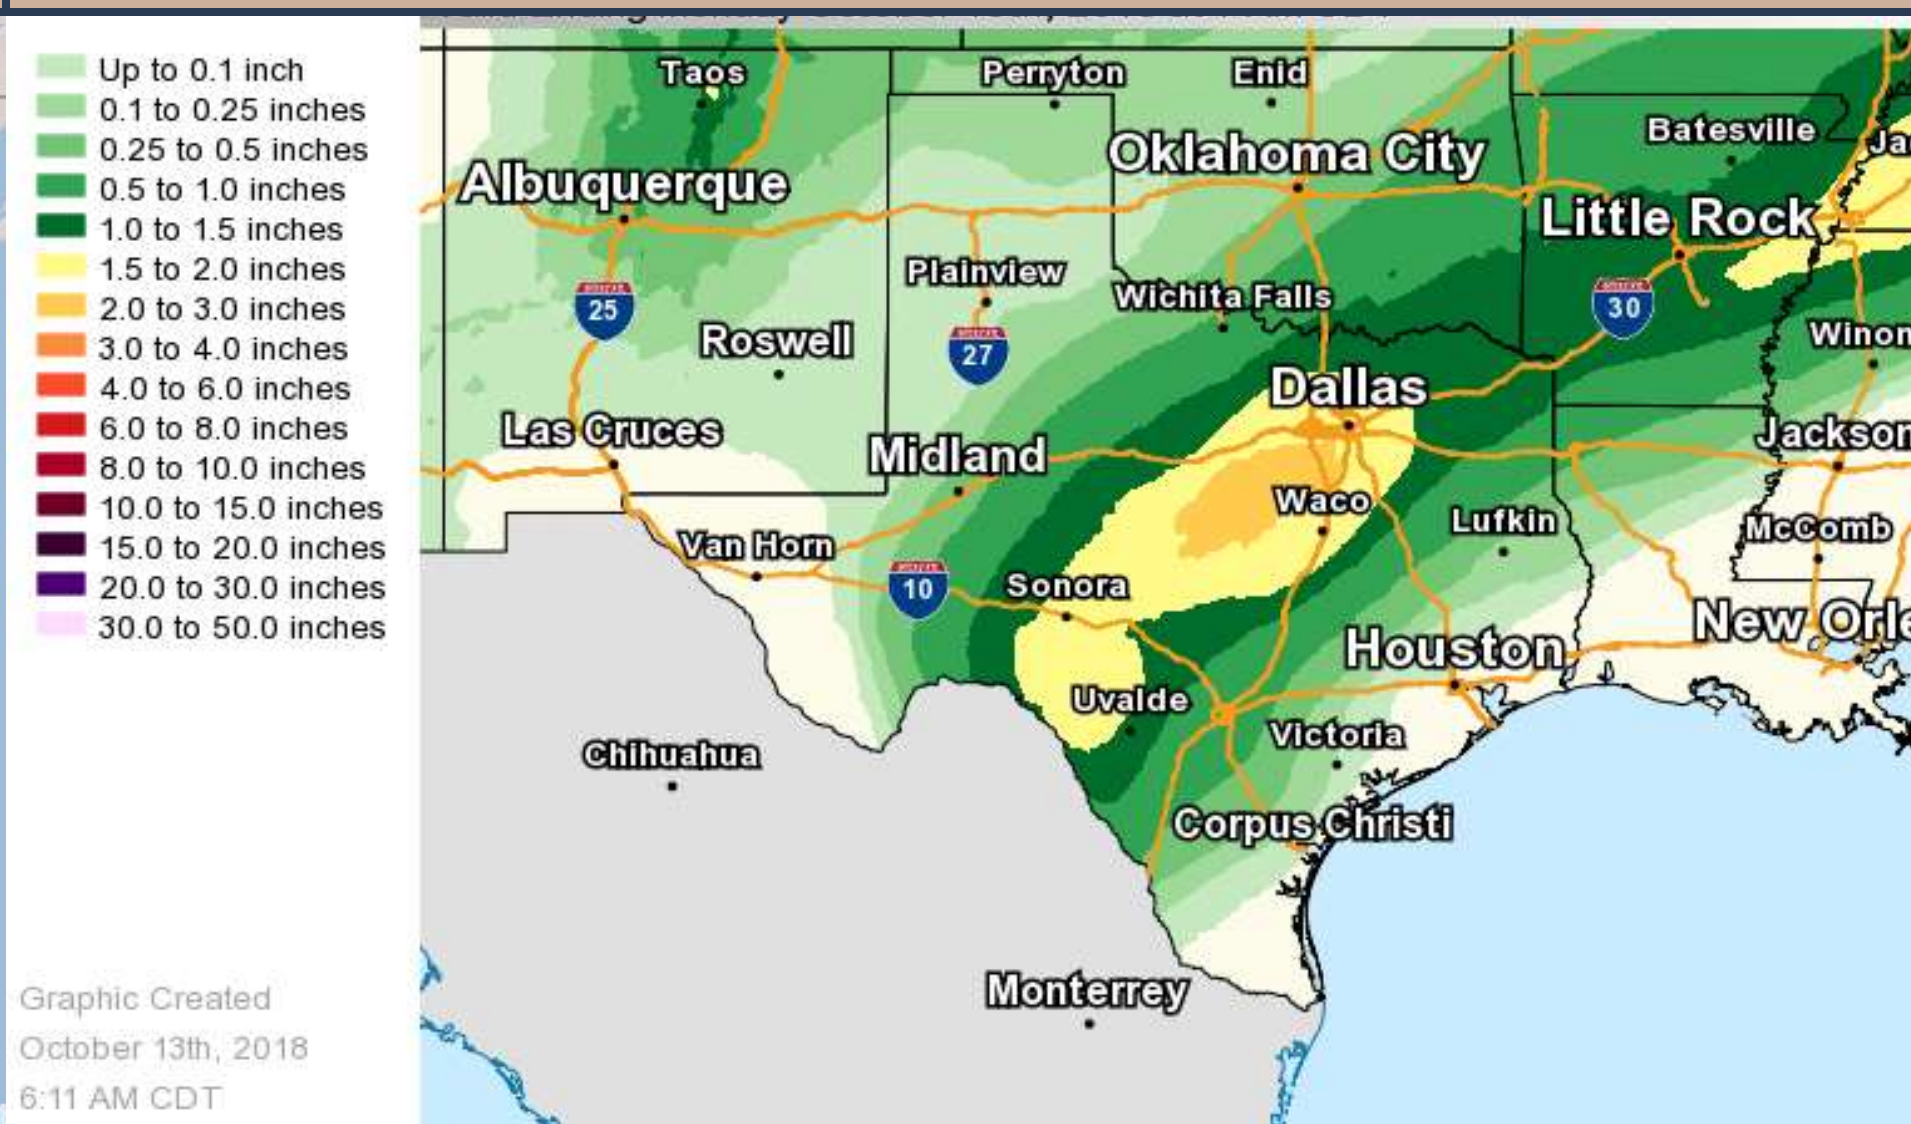 Up to 0.1 inch
0.1 to 0.25 inches
0.25 to 0.5 inches
0.5 to 1.0 inches
1.0 to 1.5 inches
1.5 to 2.0 inches
2.0 to 3.0 inches
3.0 to 4.0 inches
4.0 to 6.0 inches
6.0 to 8.0 inches
8.0 to 10.0 inches
10.0 to 15.0 inches
15.0 to 20.0 inches
20.0 to 30.0 inches
30.0 to 50.0 inches
Graphic Created
October 13th, 2018
6:11 AM CDT
Taos
Perryton
Enid
Batesville
Ja
Oklahoma City
Albuquerque
Little Rock
Plainview
Wichita Falls
25
30
Roswell
27
Winon
Dallas
Las Cruces
Midland
Jackson
Waco
Lufkin
McComb
Van Horn
10
Sonora
New Orle
Houston
Uvalde
Victoria
Chihuahua
Corpus Christi
Monterrey